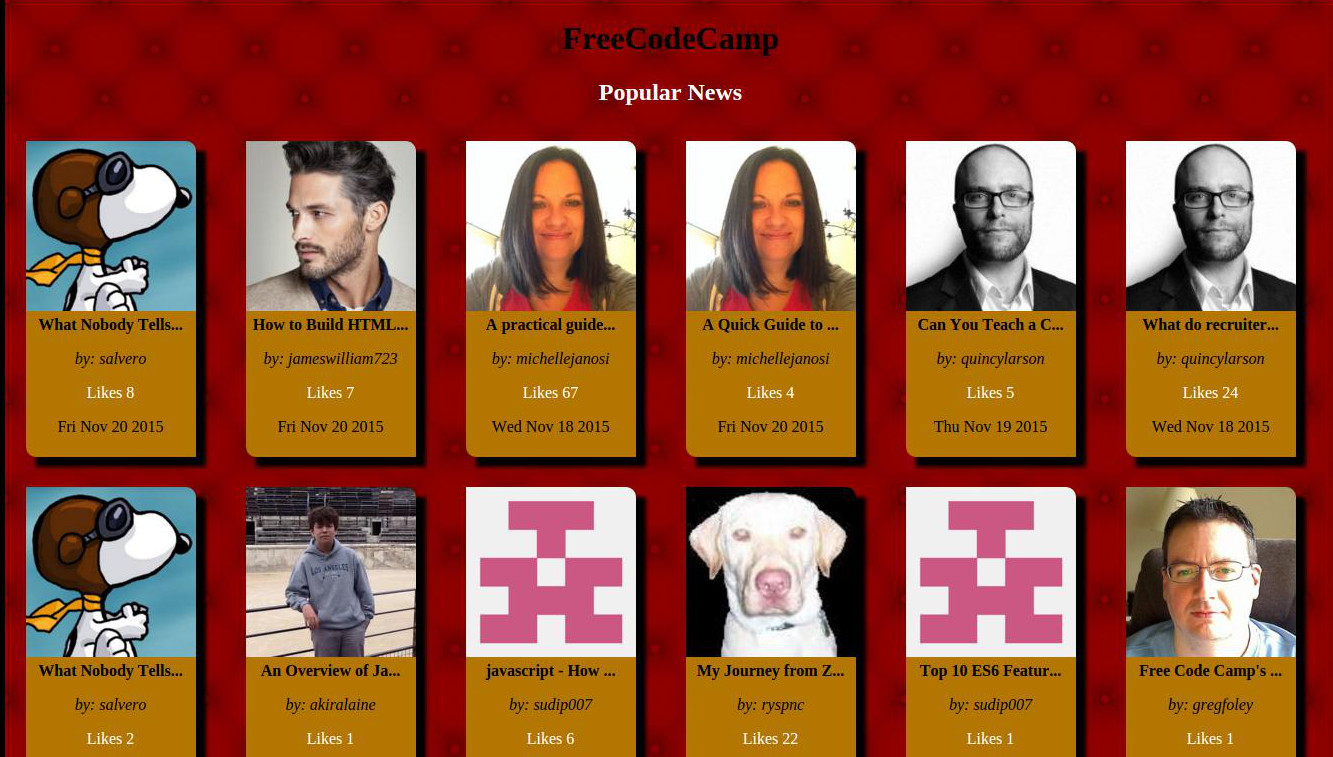 FreeCodeCamp
Popular News
What Nobody Tells...
by: salvero
Likes 8
Fri Nov 20 2015
How to Build HTML...
by: jameswilliam723
Likes 7
Fri Nov 20 2015
A practical guide...
by: michellejanosi
Likes 67
Wed Nov 18 2015
A Quick Guide to ...
by: michellejanosi
Likes 4
Fri Nov 20 2015
Can You Teach a C...
by: quincylarson
Likes 5
Thu Nov 19 2015
What do recruiter...
by: quincylarson
Likes 24
Wed Nov 18 2015
What Nobody Tells...
by: salvero
Likes 2
LOS ANGELES
An Overview of Ja...
by: akiralaine
Likes 1
javascript - How ...
by: sudip007
Likes 6
My Journey from Z...
by: ryspnc
Likes 22
Top 10 ES6 Featur...
by: sudip007
Likes 1
Free Code Camp's ...
by: gregfoley
Likes 1